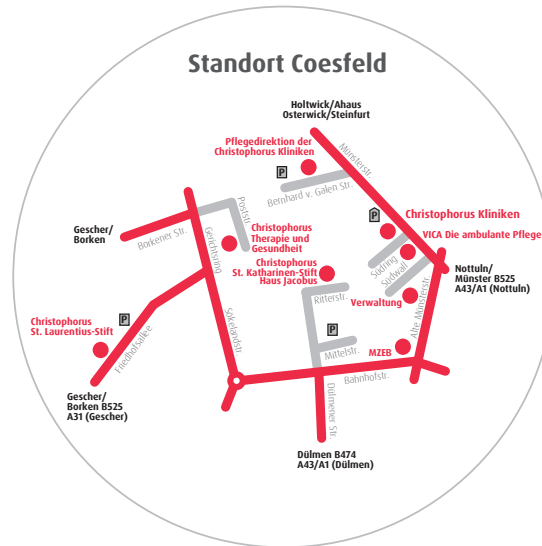 Standort Coesfeld
Holtwick/Ahaus
Osterwick/Steinfurt
Pflegedirektion der
Christophorus Kliniken
Münsterstr.
P
Bernhard v. Galen Str.
Poststr.
P
Christophorus Kliniken
VICA Die ambulante Pflege
Gescher/
Borken
Borkener Str.
Gerichtsring
Christophorus
Therapie und
Gesundheit
Südring
Südwall
Christophorus
St. Katharinen-Stift
Haus Jacobus
Nottuln/
Münster B525
A43/A1 (Nottuln)
Ritterstr.
Verwaltung
Alte Münsterstr.
Christophorus
St. Laurentius-Stift
P
Friedhofsallee
Sökelandstr.
P
Mittelstr.
MZEB
Bahnhofstr.
Gescher/
Borken B525
A31 (Gescher)
Dülmener Str.
Dülmen B474
A43/A1 (Dülmen)